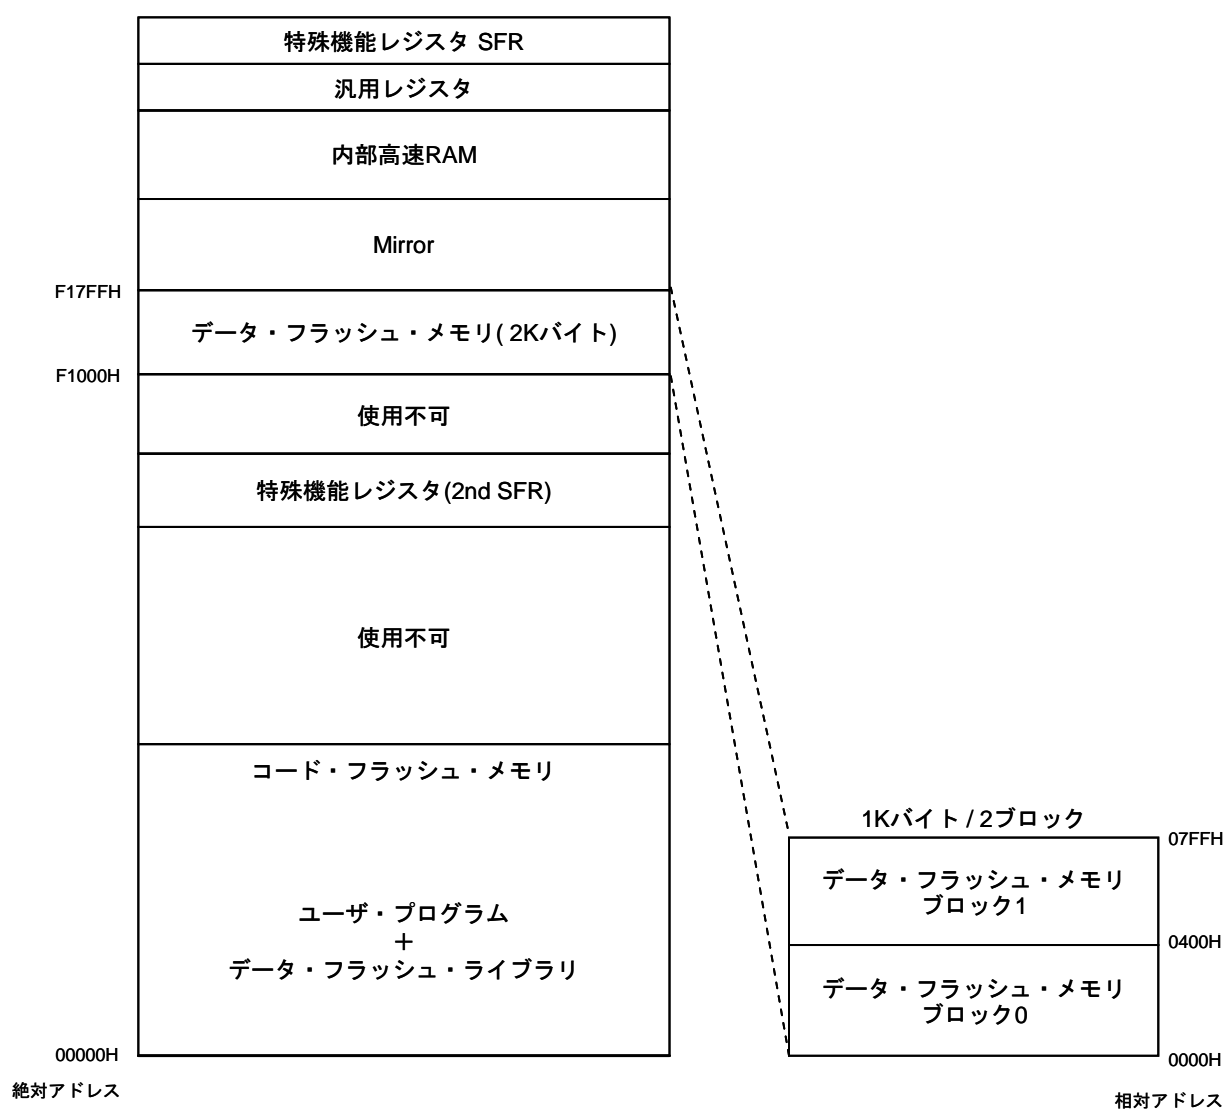 特殊機能レジスタ SFR
汎用レジスタ
内部高速RAM
Mirror
F17FFH
データ・フラッシュ・メモリ( 2Kバイト)
F1000H
使用不可
特殊機能レジスタ(2nd SFR)
使用不可
コード・フラッシュ・メモリ
ユーザ・プログラム
+
データ・フラッシュ・ライブラリ
00000H
絶対アドレス
1Kバイト / 2ブロック
07FFH
データ・フラッシュ・メモリ
ブロック1
0400H
データ・フラッシュ・メモリ
ブロック0
0000H
相対アドレス